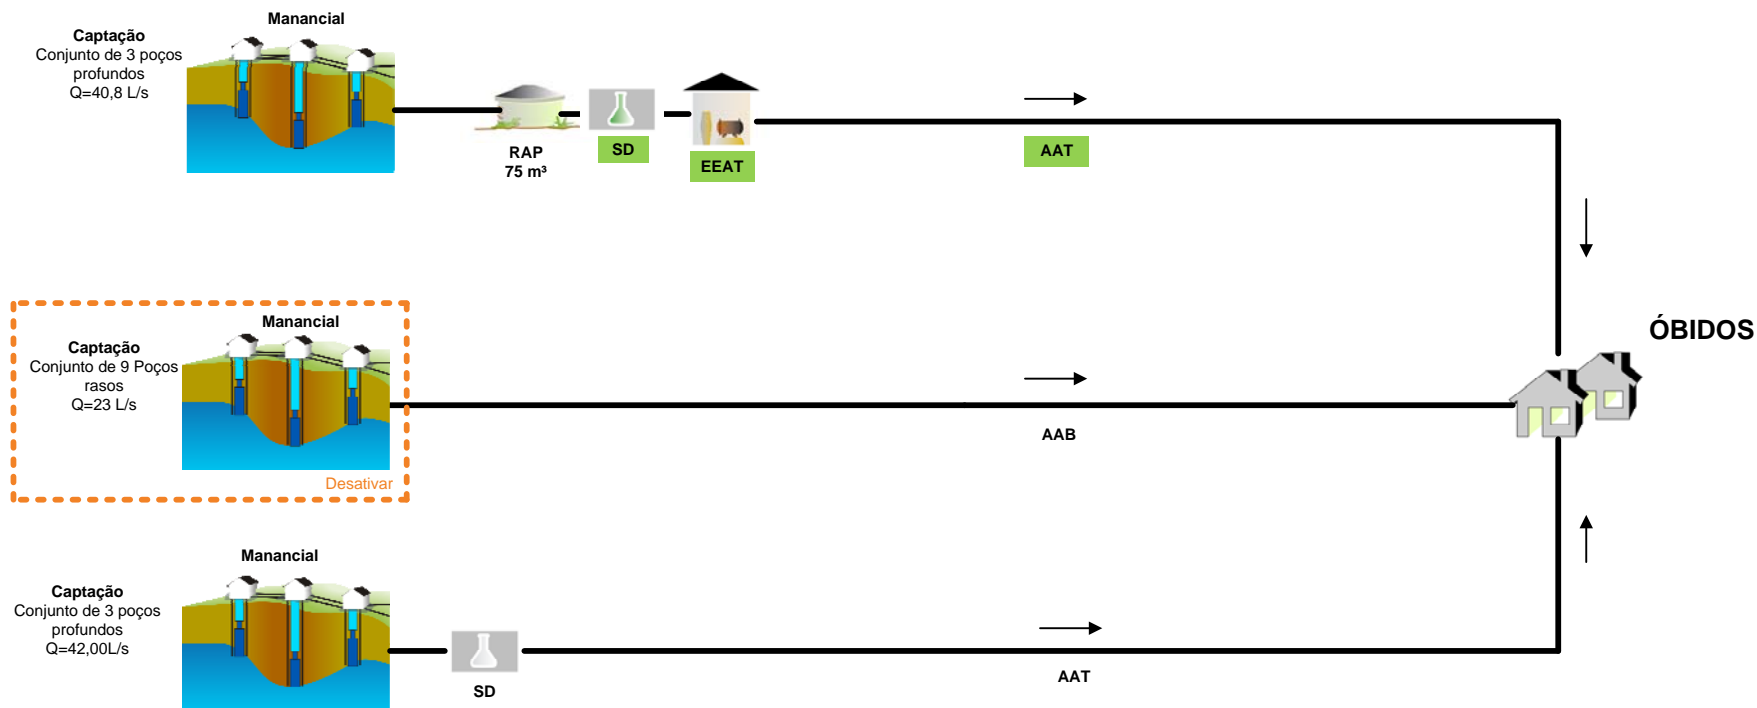 Manancial
Captação
Conjunto de 3 poços
profundos
Q=40,8 L/s
RAP
75 m³
SD
EEAT
AAT
ÓBIDOS
Manancial
Captação
Conjunto de 9 Poços
rasos
Q=23 L/s
Desativar
AAB
Manancial
Captação
Conjunto de 3 poços
profundos
Q=42,00L/s
SD
AAT